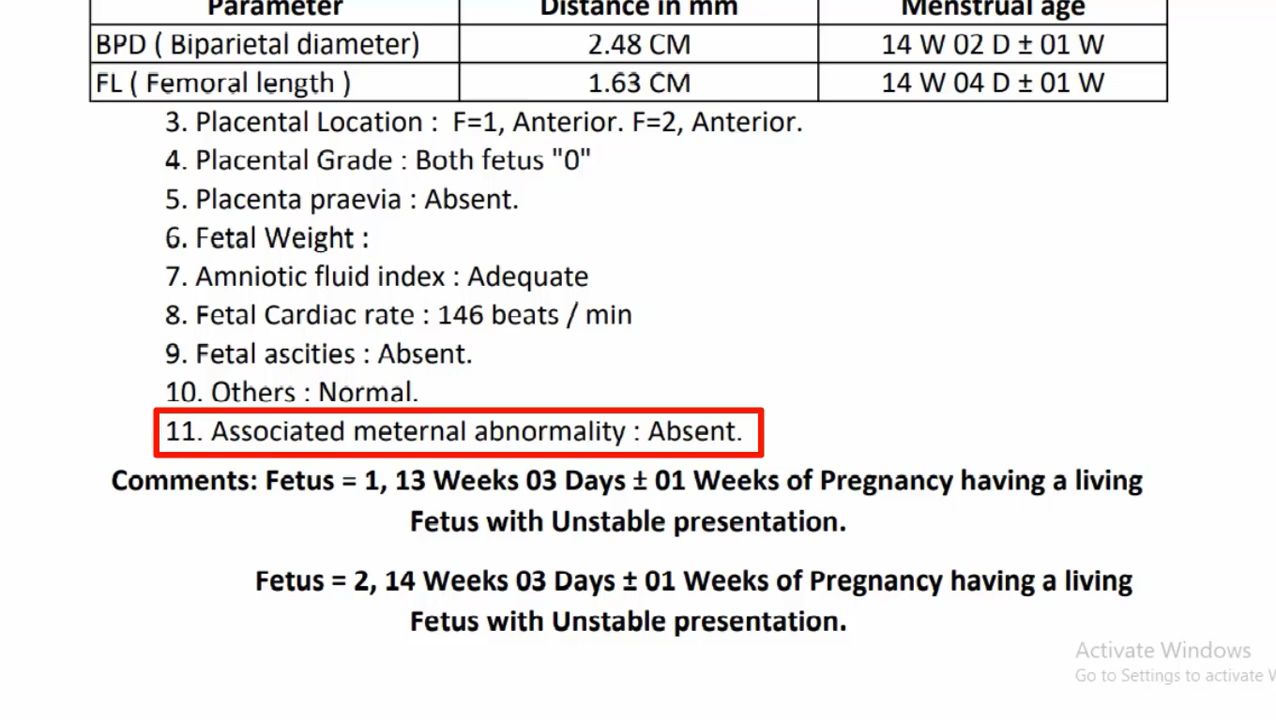 Parameter Distance in mm Menstrual age
BPD ( Biparietal diameter) 2.48 CM 14 W 02 D ± 01 W
FL ( Femoral length ) 1.63 CM 14 W 04 D ± 01 W
3. Placental Location : F=1, Anterior. F=2, Anterior.
4. Placental Grade : Both fetus "0"
5. Placenta praevia : Absent.
6. Fetal Weight :
7. Amniotic fluid index : Adequate
8. Fetal Cardiac rate : 146 beats / min
9. Fetal ascities : Absent.
10. Others : Normal.
11. Associated meternal abnormality : Absent.
Comments: Fetus = 1, 13 Weeks 03 Days ± 01 Weeks of Pregnancy having a living
Fetus with Unstable presentation.
Fetus = 2, 14 Weeks 03 Days ± 01 Weeks of Pregnancy having a living
Fetus with Unstable presentation.
Activate Windows
Go to Settings to activate W